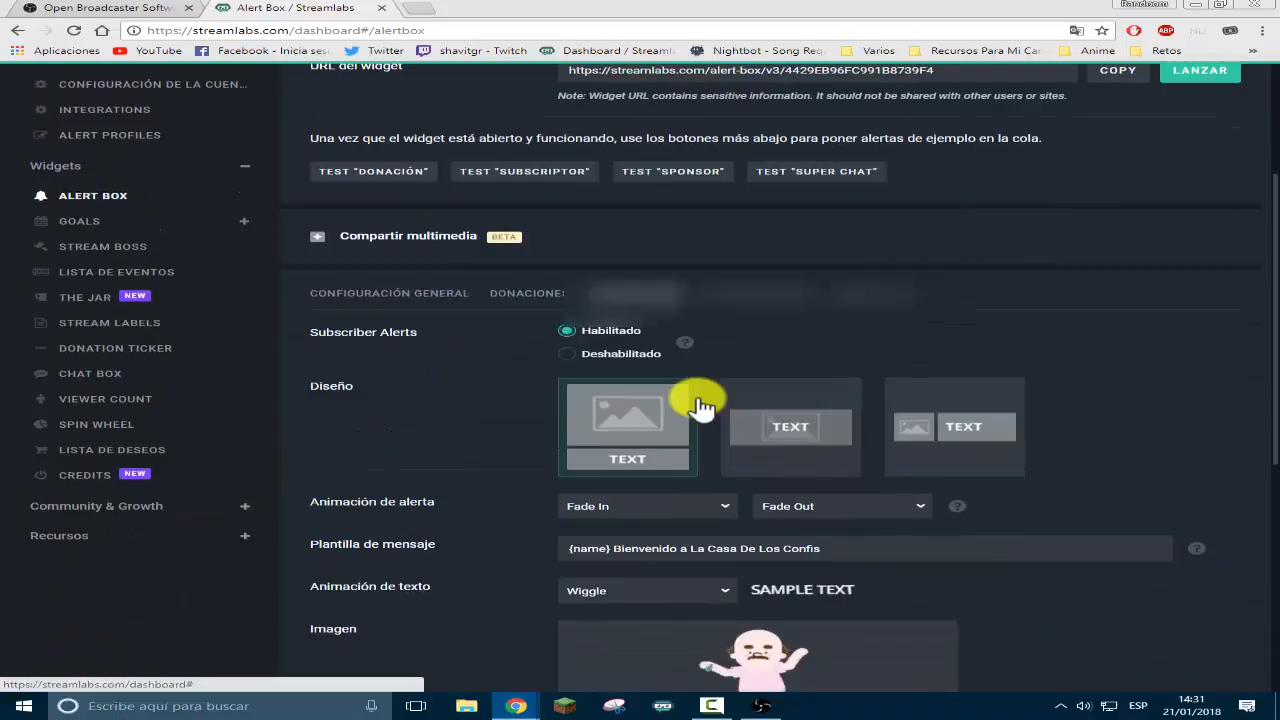 Open Broadcaster Softw
Alert Box / Streamlabs
Bandoom
https://streamlabs.com/dashboard#/alertbox
ABP
Aplicaciones
YouTube
Facebook - Inicia ses
Twitter
shavitgr - Twitch
Dashboard / Streamla
Nightbot - Song Req
Varios
Recursos Para Mi Can
Anime
Retos
»
CONFIGURACIÓN DE LA CUEN...
INTEGRATIONS
ALERT PROFILES
Widgets
ALERT BOX
GOALS
STREAM BOSS
LISTA DE EVENTOS
THE JAR NEW
STREAM LABELS
DONATION TICKER
CHAT BOX
VIEWER COUNT
SPIN WHEEL
LISTA DE DESEOS
CREDITS NEW
Community & Growth
Recursos
URL del widget
https://streamlabs.com/alert-box/v3/4429EB96FC991B8739F4
COPY
LANZAR
Note: Widget URL contains sensitive information. It should not be shared with other users or sites.
Una vez que el widget está abierto y funcionando, use los botones más abajo para poner alertas de ejemplo en la cola.
TEST "DONACIÓN"
TEST "SUBSCRIPTOR"
TEST "SPONSOR"
TEST "SUPER CHAT"
Compartir multimedia BETA
CONFIGURACIÓN GENERAL
DONACIONES
Subscriber Alerts
Habilitado
Deshabilitado
?
Diseño
TEXT
TEXT
TEXT
Animación de alerta
Fade In
Fade Out
?
Plantilla de mensaje
{name} Bienvenido a La Casa De Los Confis
?
Animación de texto
Wiggle
SAMPLE TEXT
Imagen
https://streamlabs.com/dashboard#
Escribe aquí para buscar
ESP
14:31
21/01/2018